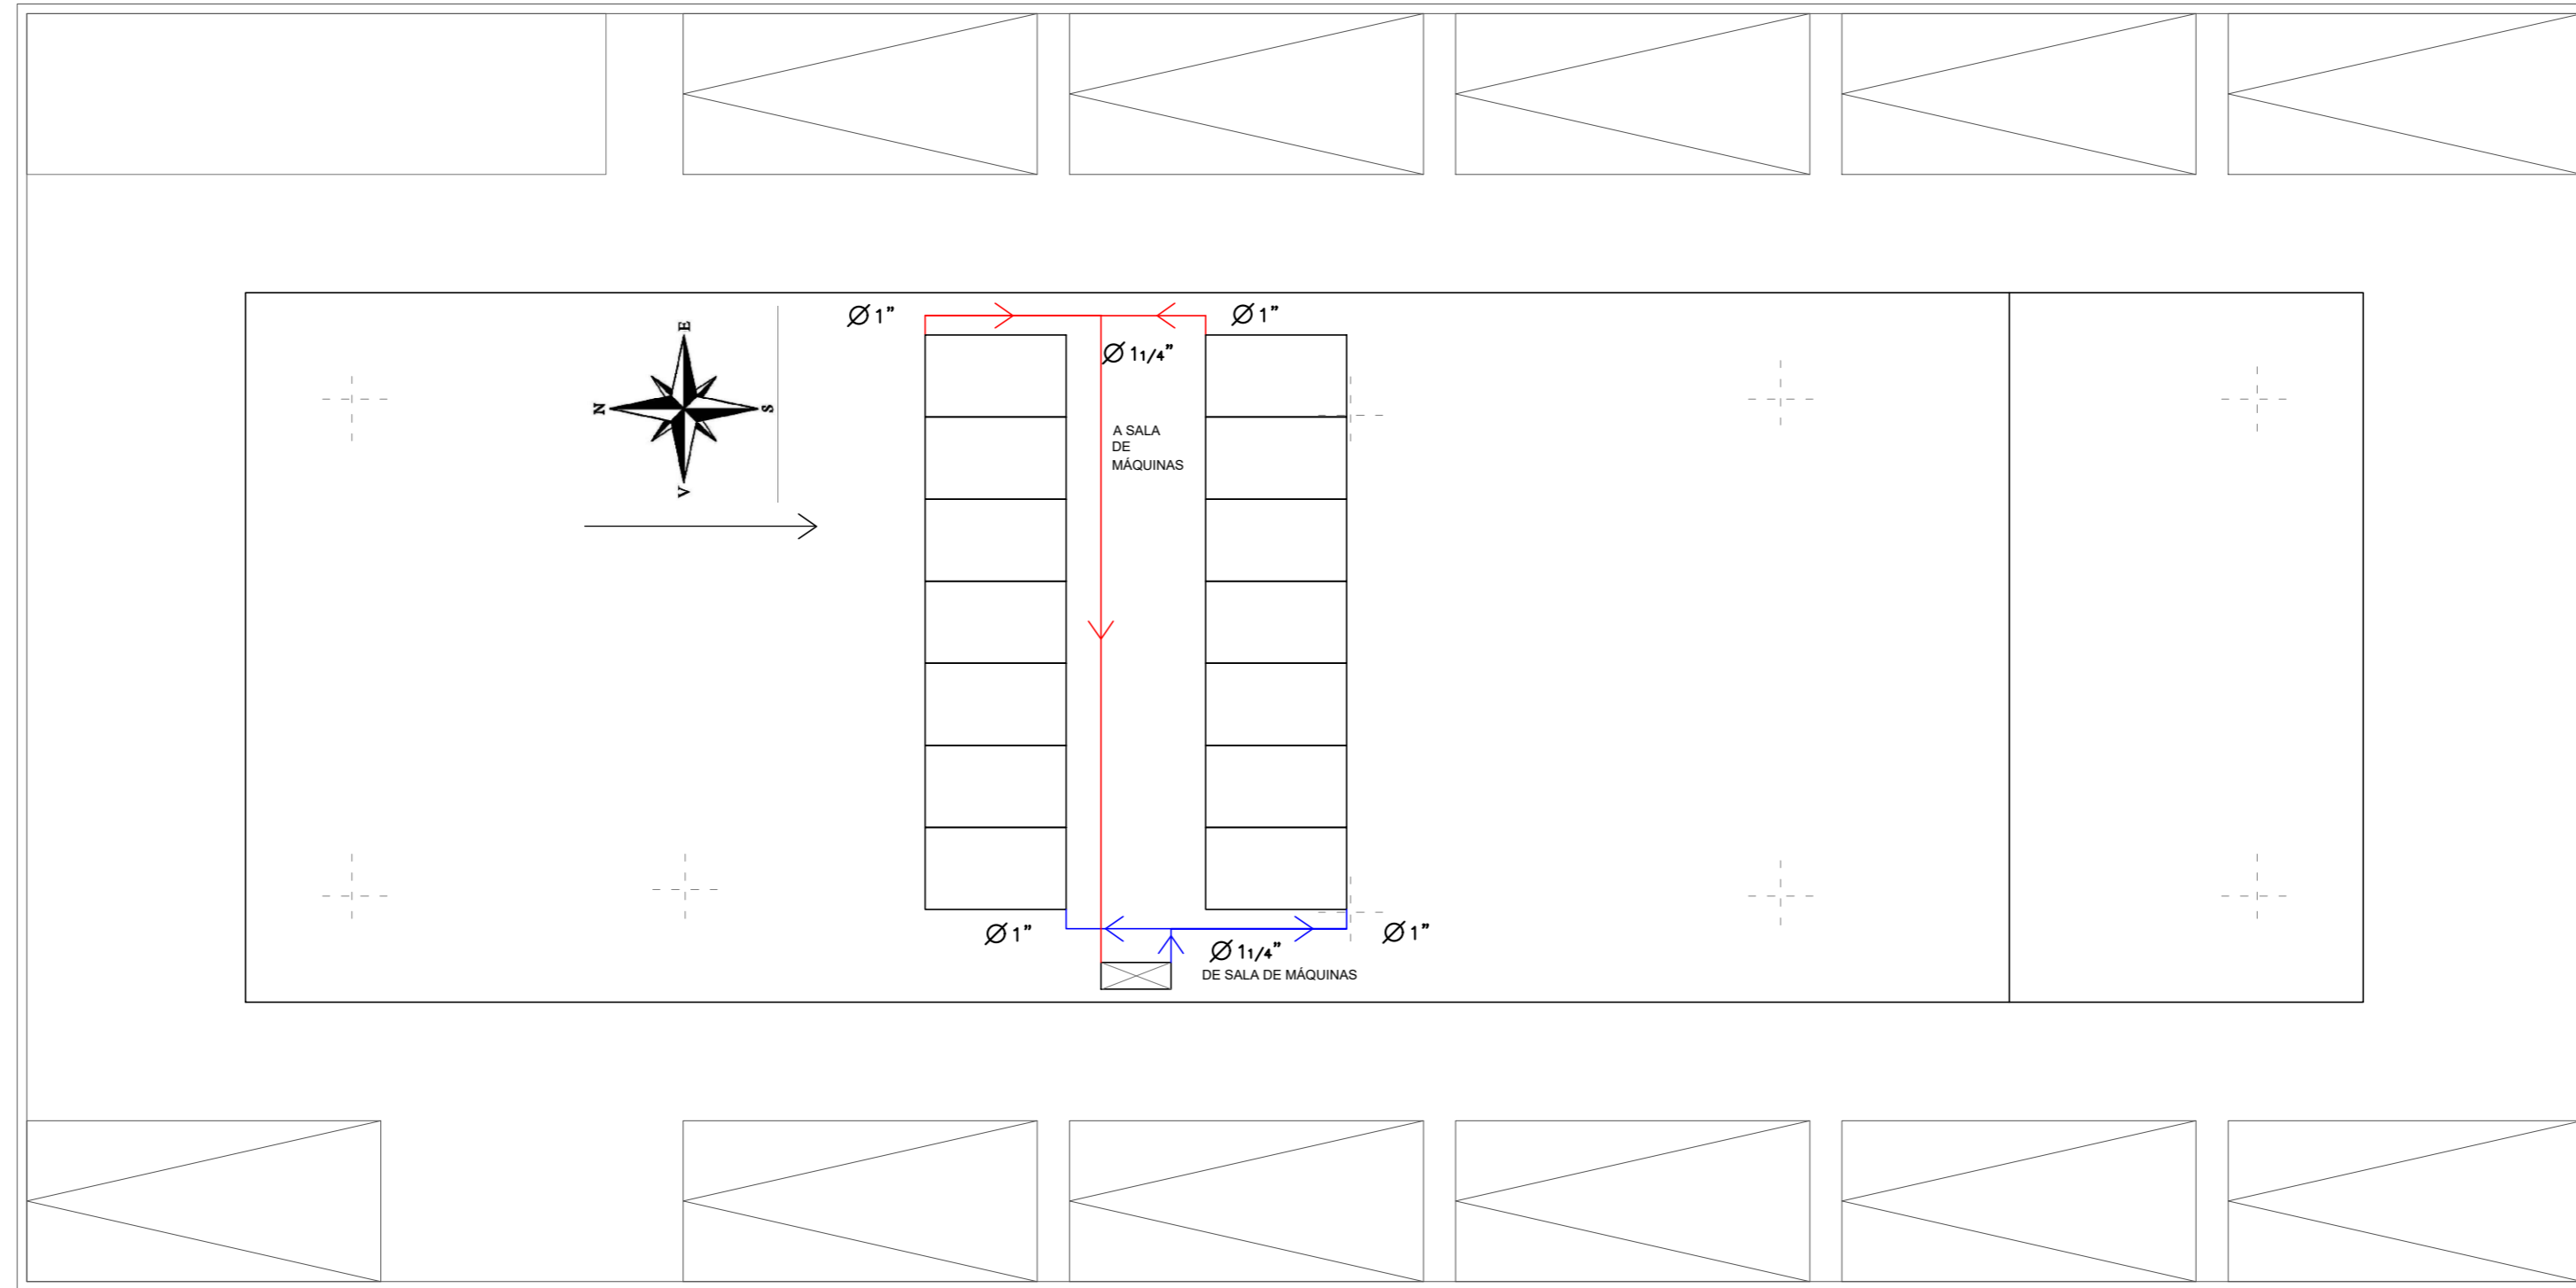 Ø 1”
Ø 1”
E
N
S
V
Ø 1 1/4”
A SALA
DE
MÁQUINAS
Ø 1”
Ø 1 1/4”
Ø 1”
DE SALA DE MÁQUINAS